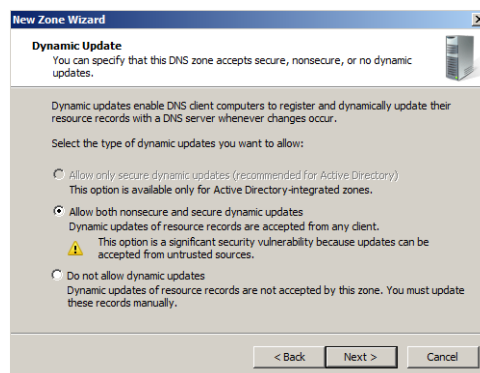 New Zone Wizard
Dynamic Update
You can specify that this DNS zone accepts secure, nonsecure, or no dynamic
updates.
Dynamic updates enable DNS client computers to register and dynamically update their
resource records with a DNS server whenever changes occur.
Select the type of dynamic updates you want to allow:
Allow only secure dynamic updates (recommended for Active Directory)
This option is available only for Active Directory-integrated zones.
Allow both nonsecure and secure dynamic updates
Dynamic updates of resource records are accepted from any client.
This option is a significant security vulnerability because updates can be
accepted from untrusted sources.
Do not allow dynamic updates
Dynamic updates of resource records are not accepted by this zone. You must update
these records manually.
< Back Next > Cancel